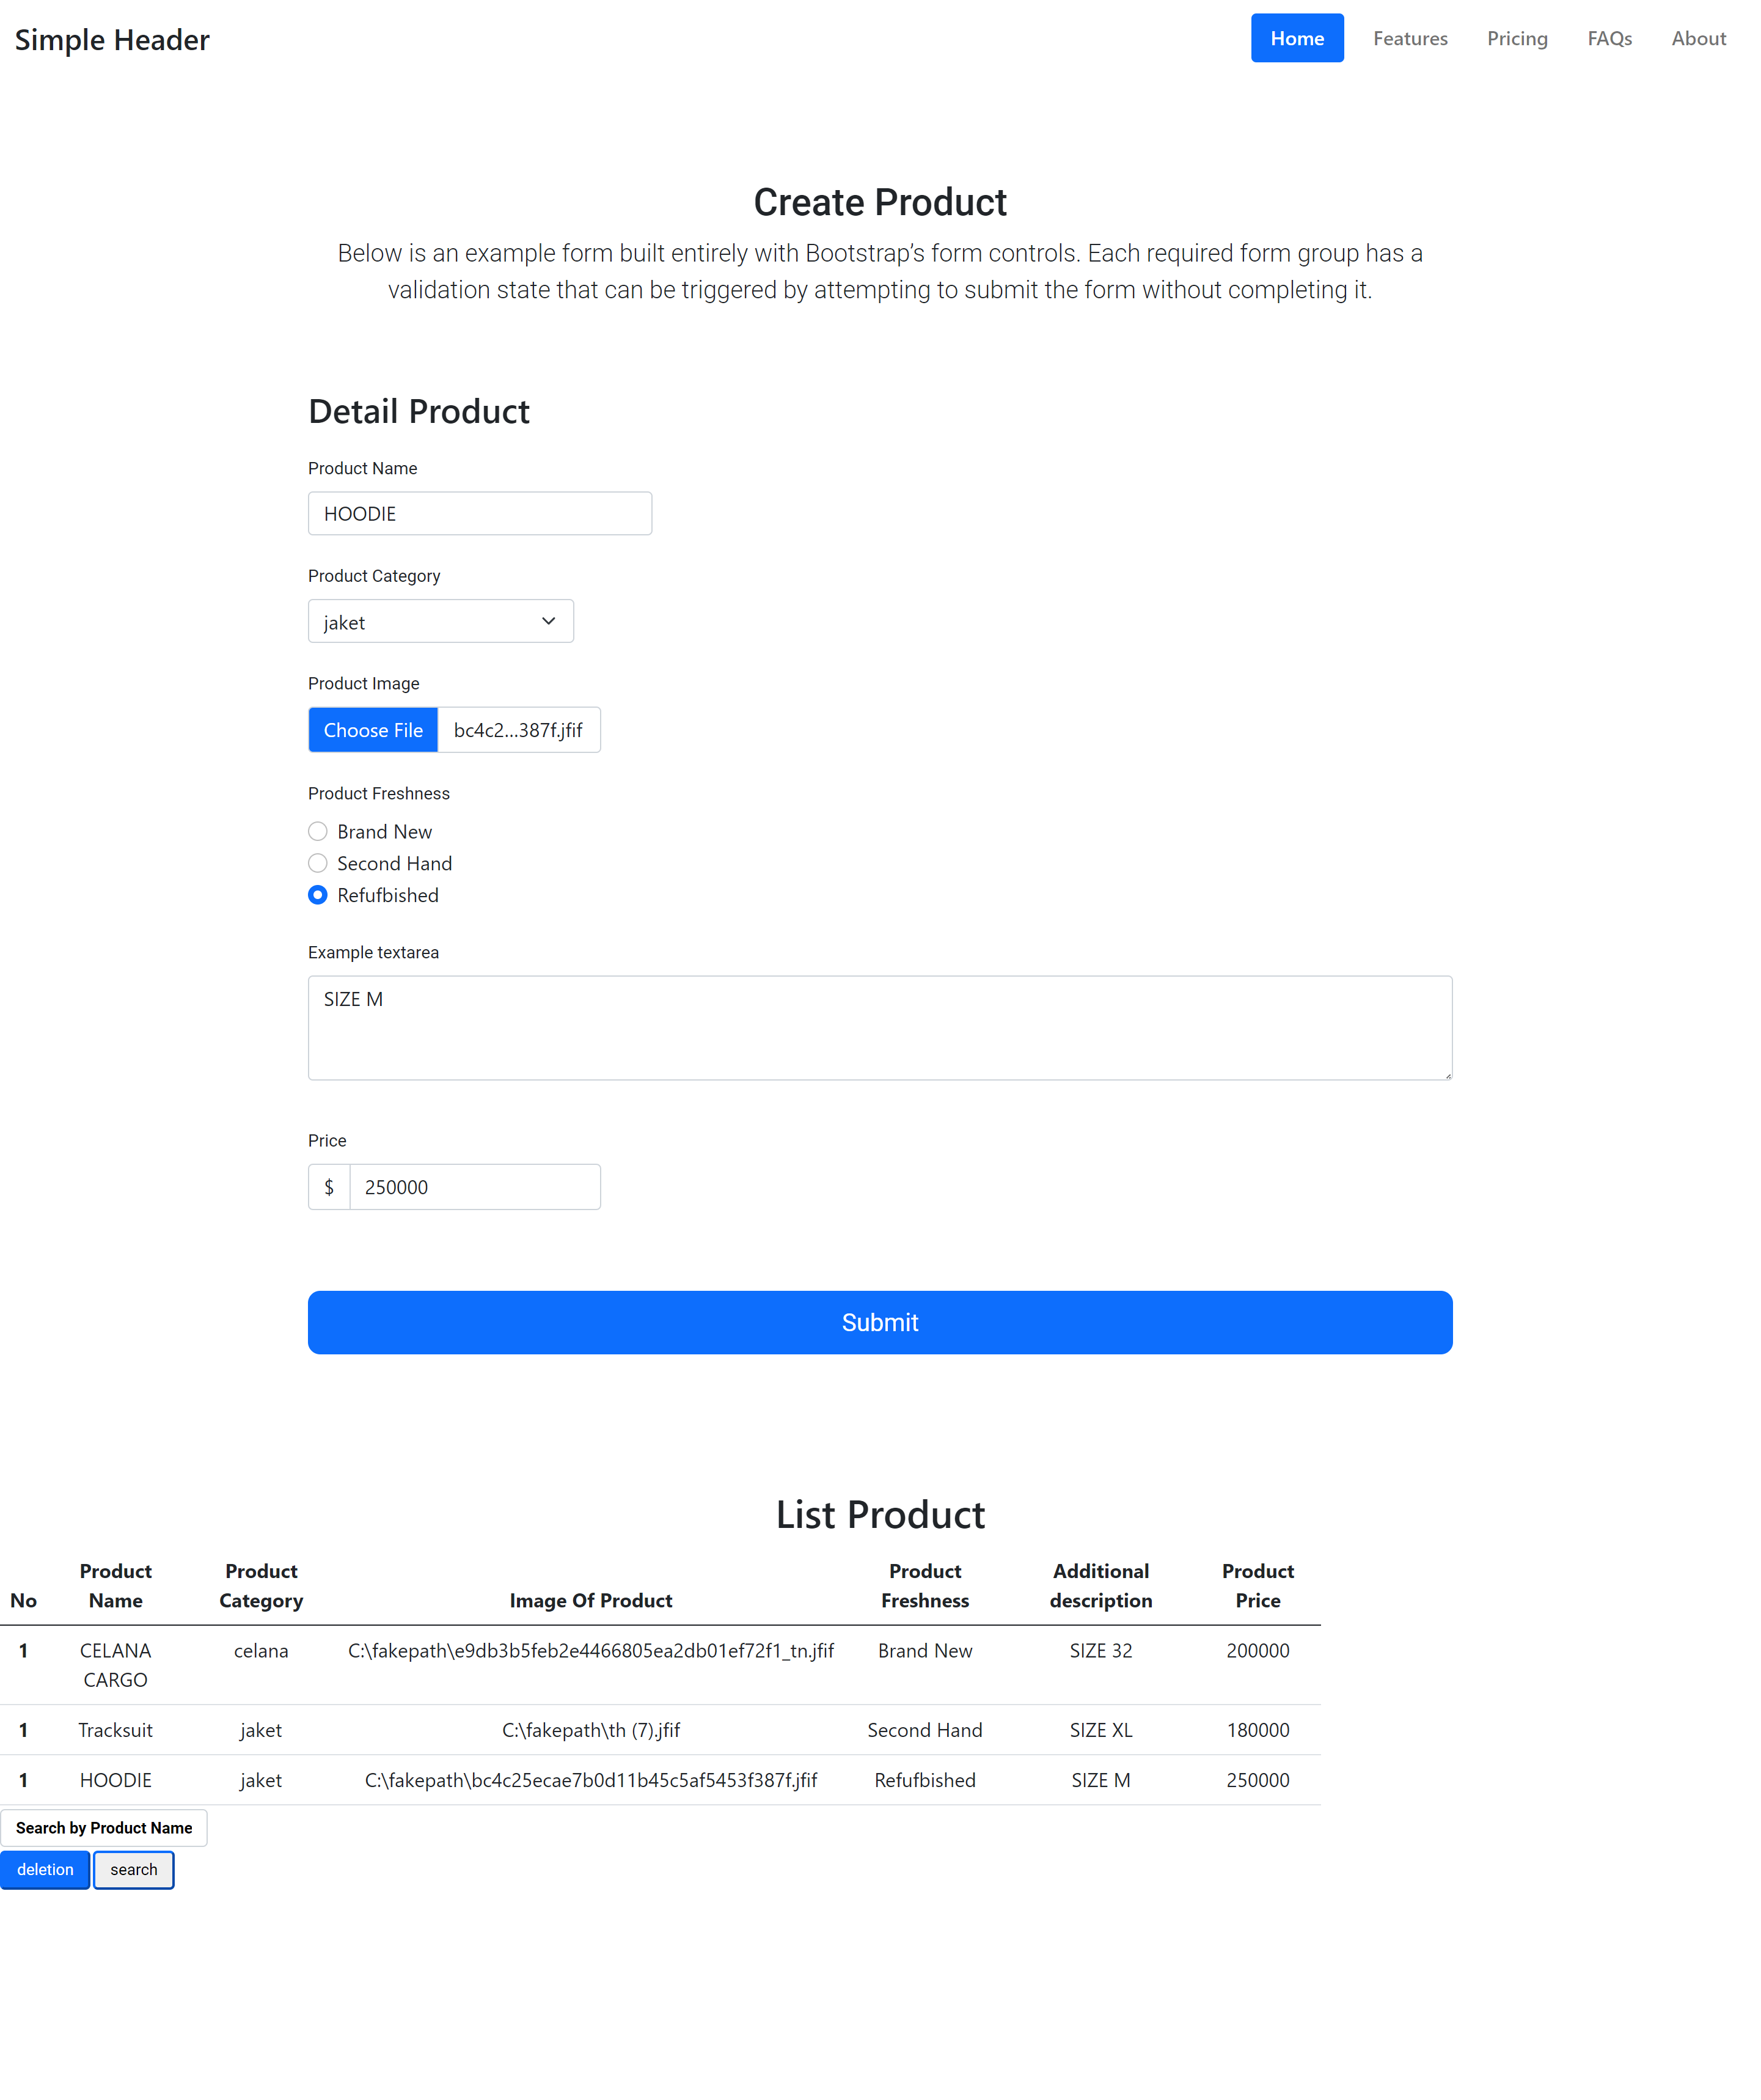 Simple Header
Home Features Pricing FAQs About
Create Product
Below is an example form built entirely with Bootstrap’s form controls. Each required form group has a
validation state that can be triggered by attempting to submit the form without completing it.
Detail Product
Product Name
HOODIE
Product Category
jaket
Product Image
Choose File bc4c2...387f.jfif
Product Freshness
Brand New
Second Hand
Refufbished
Example textarea
SIZE M
Price
$ 250000
Submit
List Product
No Product Name Product Category Image Of Product Product Freshness Additional description Product Price
1 CELANA CARGO celana C:\fakepath\e9db3b5feb2e4466805ea2db01ef72f1_tn.jfif Brand New SIZE 32 200000
1 Tracksuit jaket C:\fakepath\th (7).jfif Second Hand SIZE XL 180000
1 HOODIE jaket C:\fakepath\bc4c25ecae7b0d11b45c5af5453f387f.jfif Refufbished SIZE M 250000
Search by Product Name
deletion search